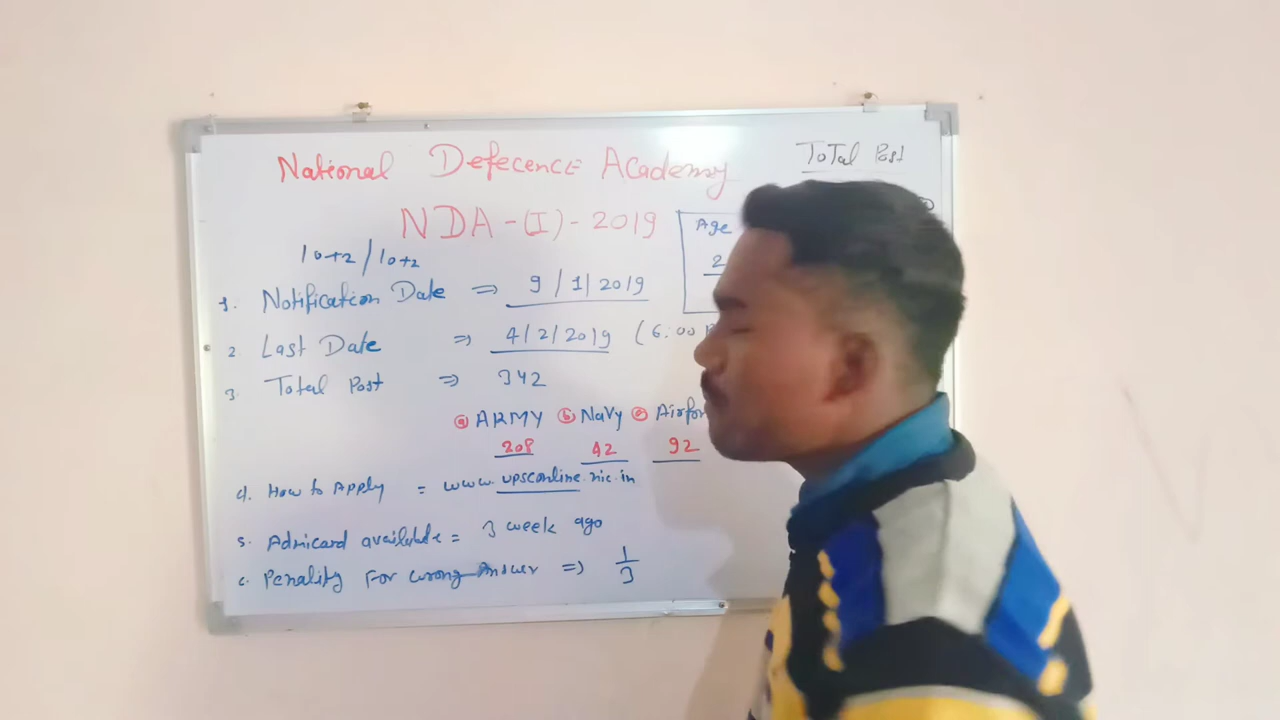 National Defecence Academy
Total Post
NDA-(I)-2019
Age
2
10+2/10+2
1. Notification Date => 9/1/2019
2. Last Date => 4/2/2019 (6:00
3. Total Post => 342
ⓐ ARMY ⓑ Navy ⓒ Airfor
208 42 92
4. How to Apply = www.upsconline.nic.in
5. Admicard available = 3 week ago
6. Penality For wrong Answer => 1/3